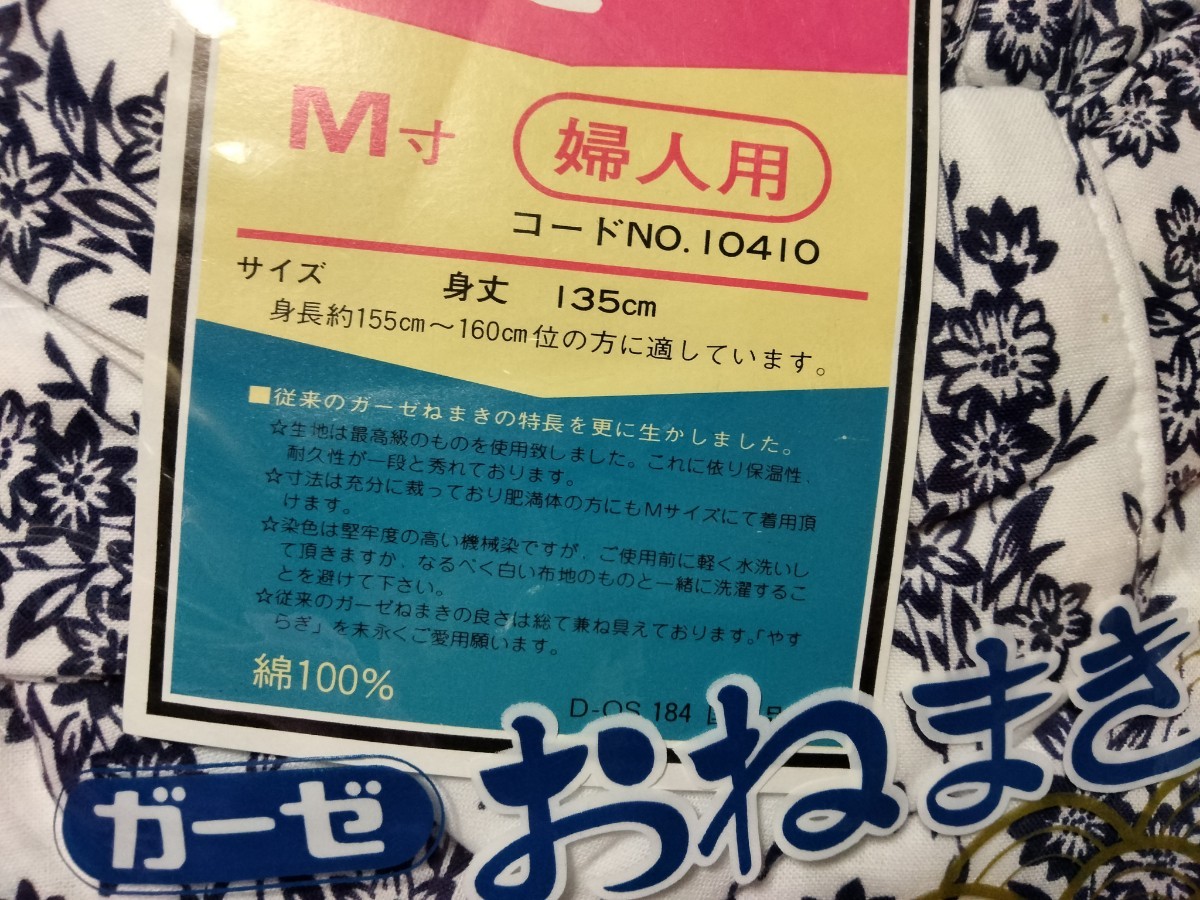 M寸 婦人用
コードNO.10410
サイズ 身丈 135cm
身長約155cm〜160cm位の方に適しています。
■従来のガーゼねまきの特長を更に生かしました。
☆生地は最高級のものを使用致しました。これに依り保温性、
耐久性が一段と秀れております。
☆寸法は充分に裁っており肥満体の方にもMサイズにて着用頂
けます。
☆染色は堅牢度の高い機械染ですが、ご使用前に軽く水洗いし
て頂きますか、なるべく白い布地のものと一緒に洗濯するこ
とを避けて下さい。
☆従来のガーゼねまきの良さは総て兼ね具えております。「やす
らぎ」を末永くご愛用願います。
綿100%
D-OS 184
ガーゼ おねまき